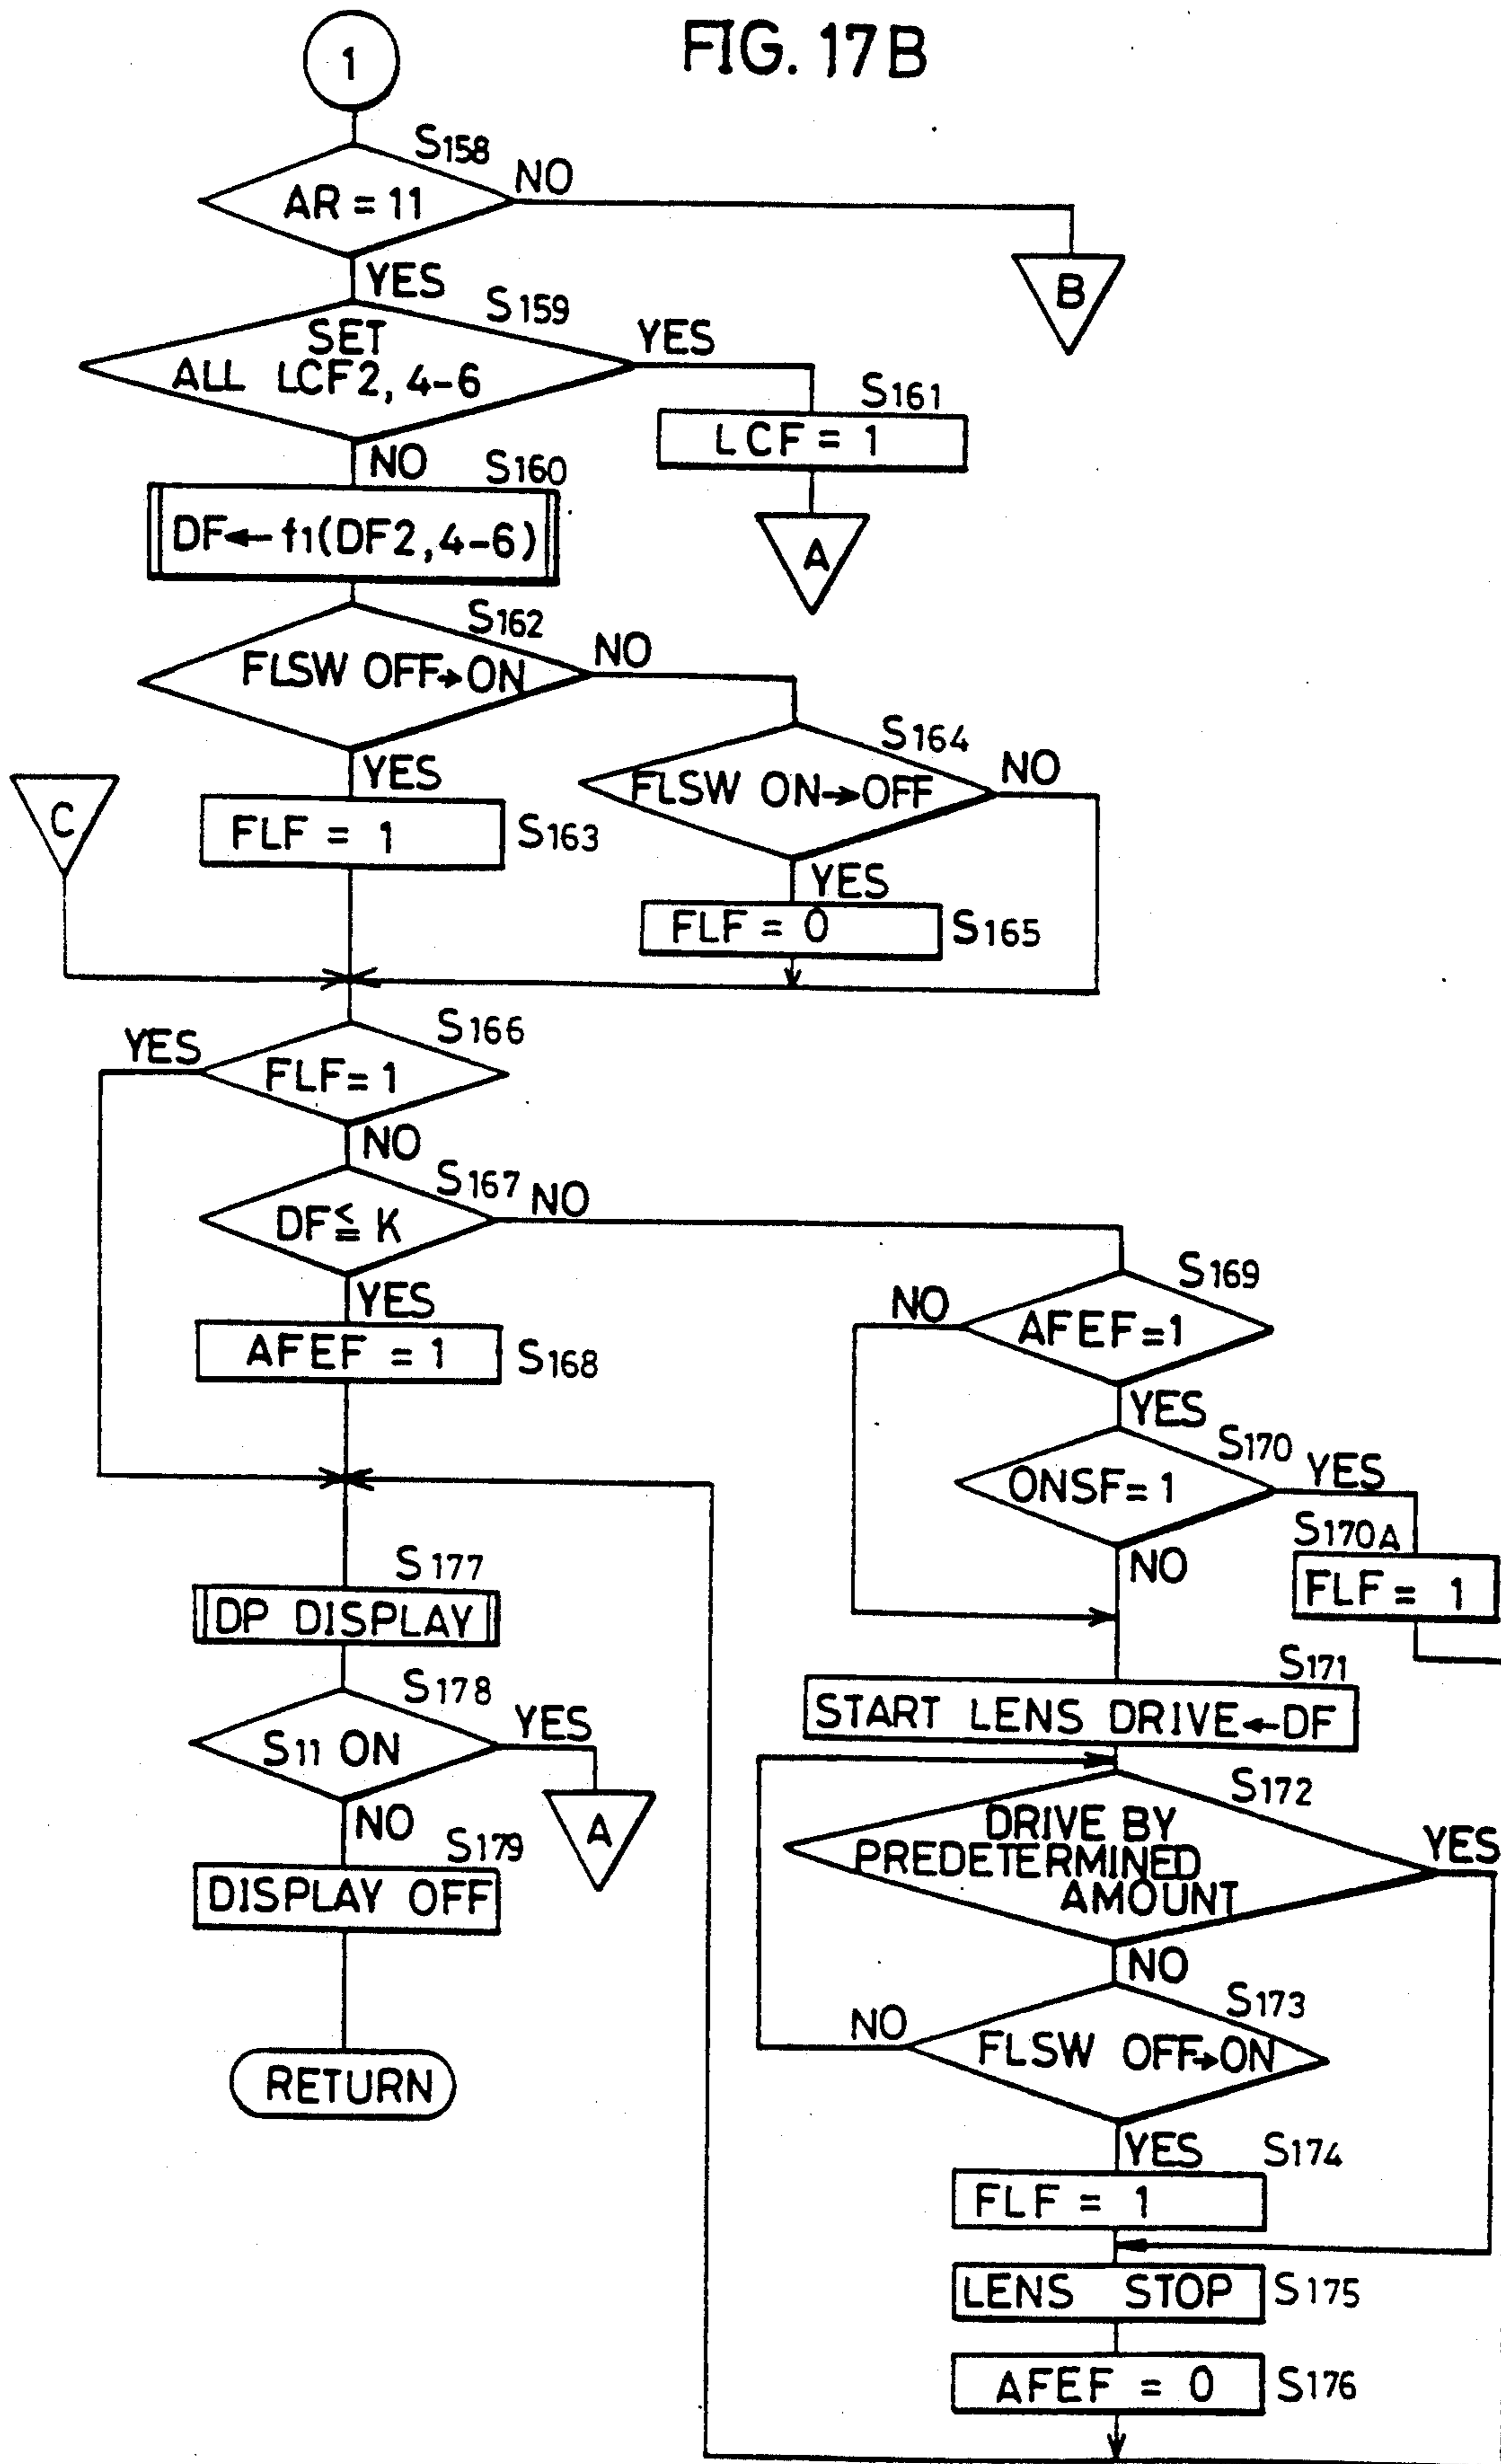 FIG. 17B
1
S158
AR = 11
NO
B
YES
S159
SET
ALL LCF2, 4-6
YES
S161
LCF = 1
A
NO
S160
DF←f1(DF2,4-6)
S162
FLSW OFF→ON
NO
S164
FLSW ON→OFF
NO
YES
FLF = 1
S163
C
YES
FLF = 0
S165
S166
FLF = 1
YES
NO
S167
DF ≦ K
NO
YES
AFEF = 1
S168
S169
AFEF=1
NO
YES
S170
ONSF = 1
YES
S170A
FLF = 1
NO
S171
START LENS DRIVE←DF
S172
DRIVE BY
PREDETERMINED
AMOUNT
YES
NO
S173
FLSW OFF→ON
NO
YES
S174
FLF = 1
LENS STOP
S175
AFEF = 0
S176
S177
DP DISPLAY
S178
S11 ON
YES
A
NO
S179
DISPLAY OFF
RETURN